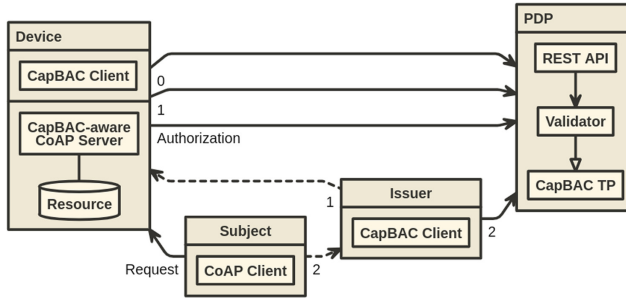 Device
PDP
CapBAC Client
REST API
0
1
CapBAC-aware
CoAP Server
Validator
Authorization
Resource
CapBAC TP
Issuer
1
CapBAC Client
2
Subject
CoAP Client
Request
2